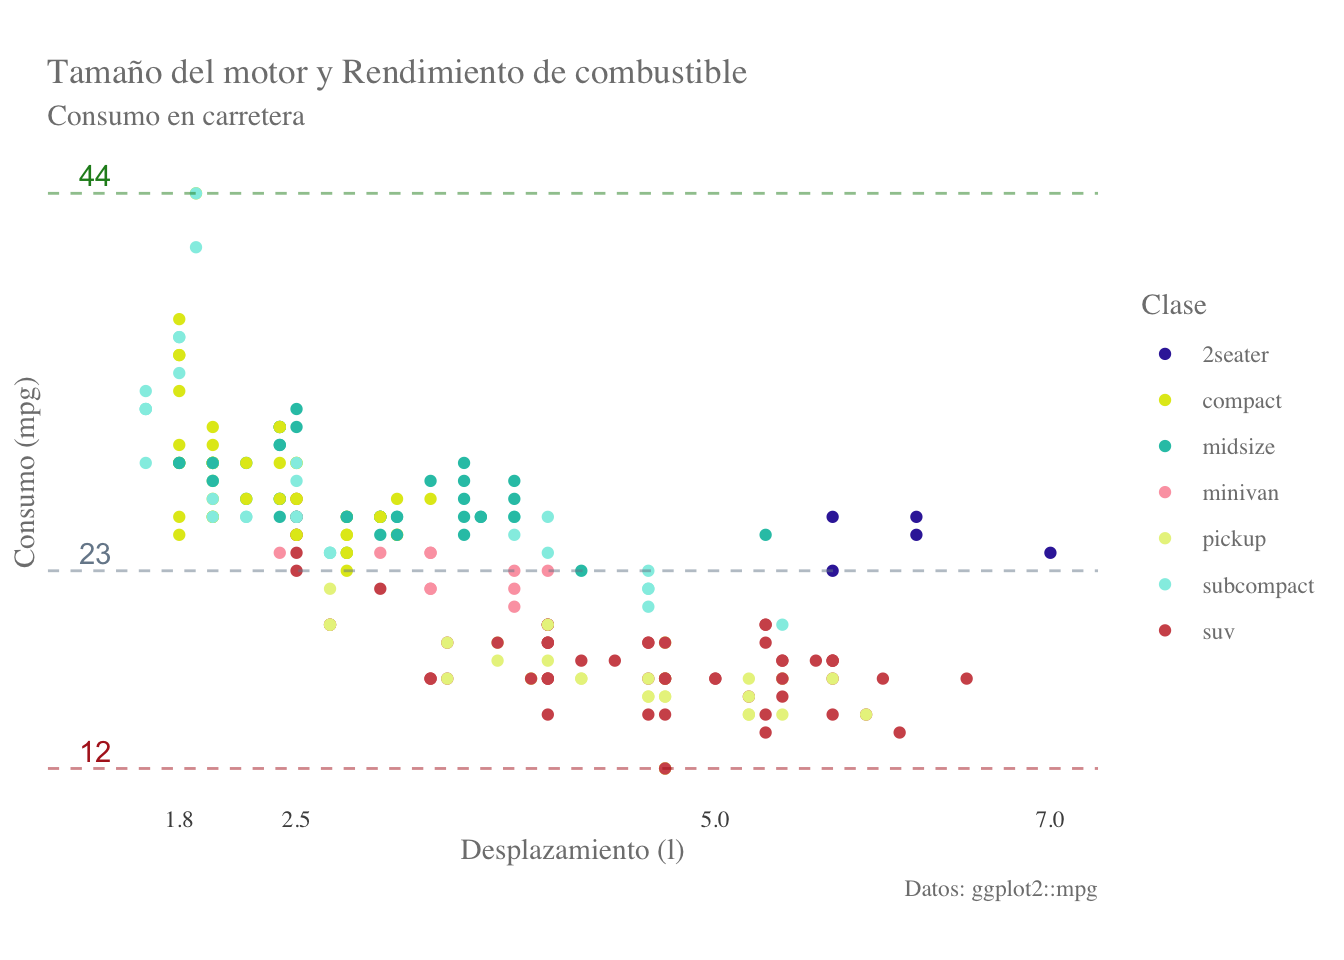 Tamaño del motor y Rendimiento de combustible
Consumo en carretera
44
23
12
Consumo (mpg)
1.8 2.5 5.0 7.0
Desplazamiento (l)
Clase
2seater
compact
midsize
minivan
pickup
subcompact
suv
Datos: ggplot2::mpg